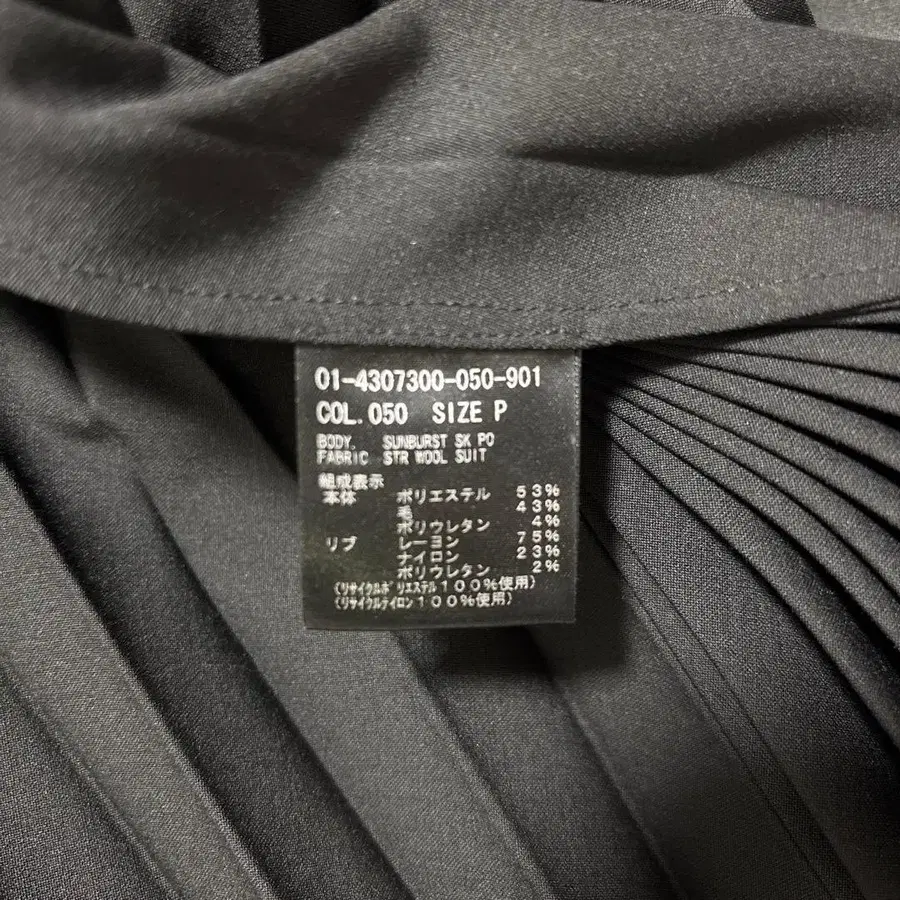 01-4307300-050-901
COL.050 SIZE P
BODY. SUNBURST SK PO
FABRIC STR WOOL SUIT
組成表示
本体 ポリエステル 53%
毛 43%
ポリウレタン 4%
リブ レーヨン 75%
ナイロン 23%
ポリウレタン 2%
(リサイクルポリエステル100%使用)
(リサイクルナイロン100%使用)